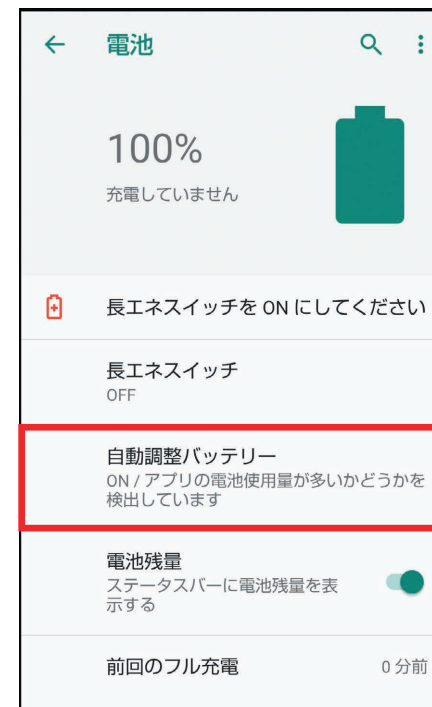 電池
100%
充電していません
長エネスイッチを ON にしてください
長エネスイッチ
OFF
自動調整バッテリー
ON / アプリの電池使用量が多いかどうかを
検出しています
電池残量
ステータスバーに電池残量を表
示する
前回のフル充電 0 分前